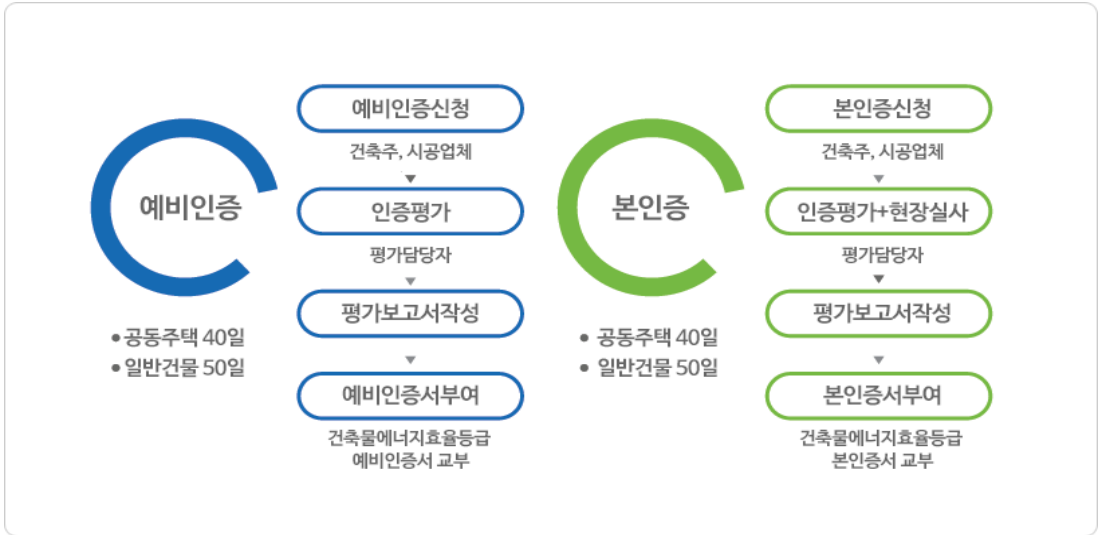 예비인증
• 공동주택 40일
• 일반건물 50일
예비인증신청
건축주, 시공업체
인증평가
평가담당자
평가보고서작성
예비인증서부여
건축물에너지효율등급
예비인증서 교부
본인증
• 공동주택 40일
• 일반건물 50일
본인증신청
건축주, 시공업체
인증평가+현장실사
평가담당자
평가보고서작성
본인증서부여
건축물에너지효율등급
본인증서 교부